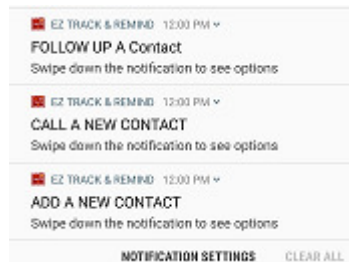 EZ TRACK & REMIND 12:00 PM
FOLLOW UP A Contact
Swipe down the notification to see options
EZ TRACK & REMIND 12:00 PM
CALL A NEW CONTACT
Swipe down the notification to see options
EZ TRACK & REMIND 12:00 PM
ADD A NEW CONTACT
Swipe down the notification to see options
NOTIFICATION SETTINGS CLEAR ALL